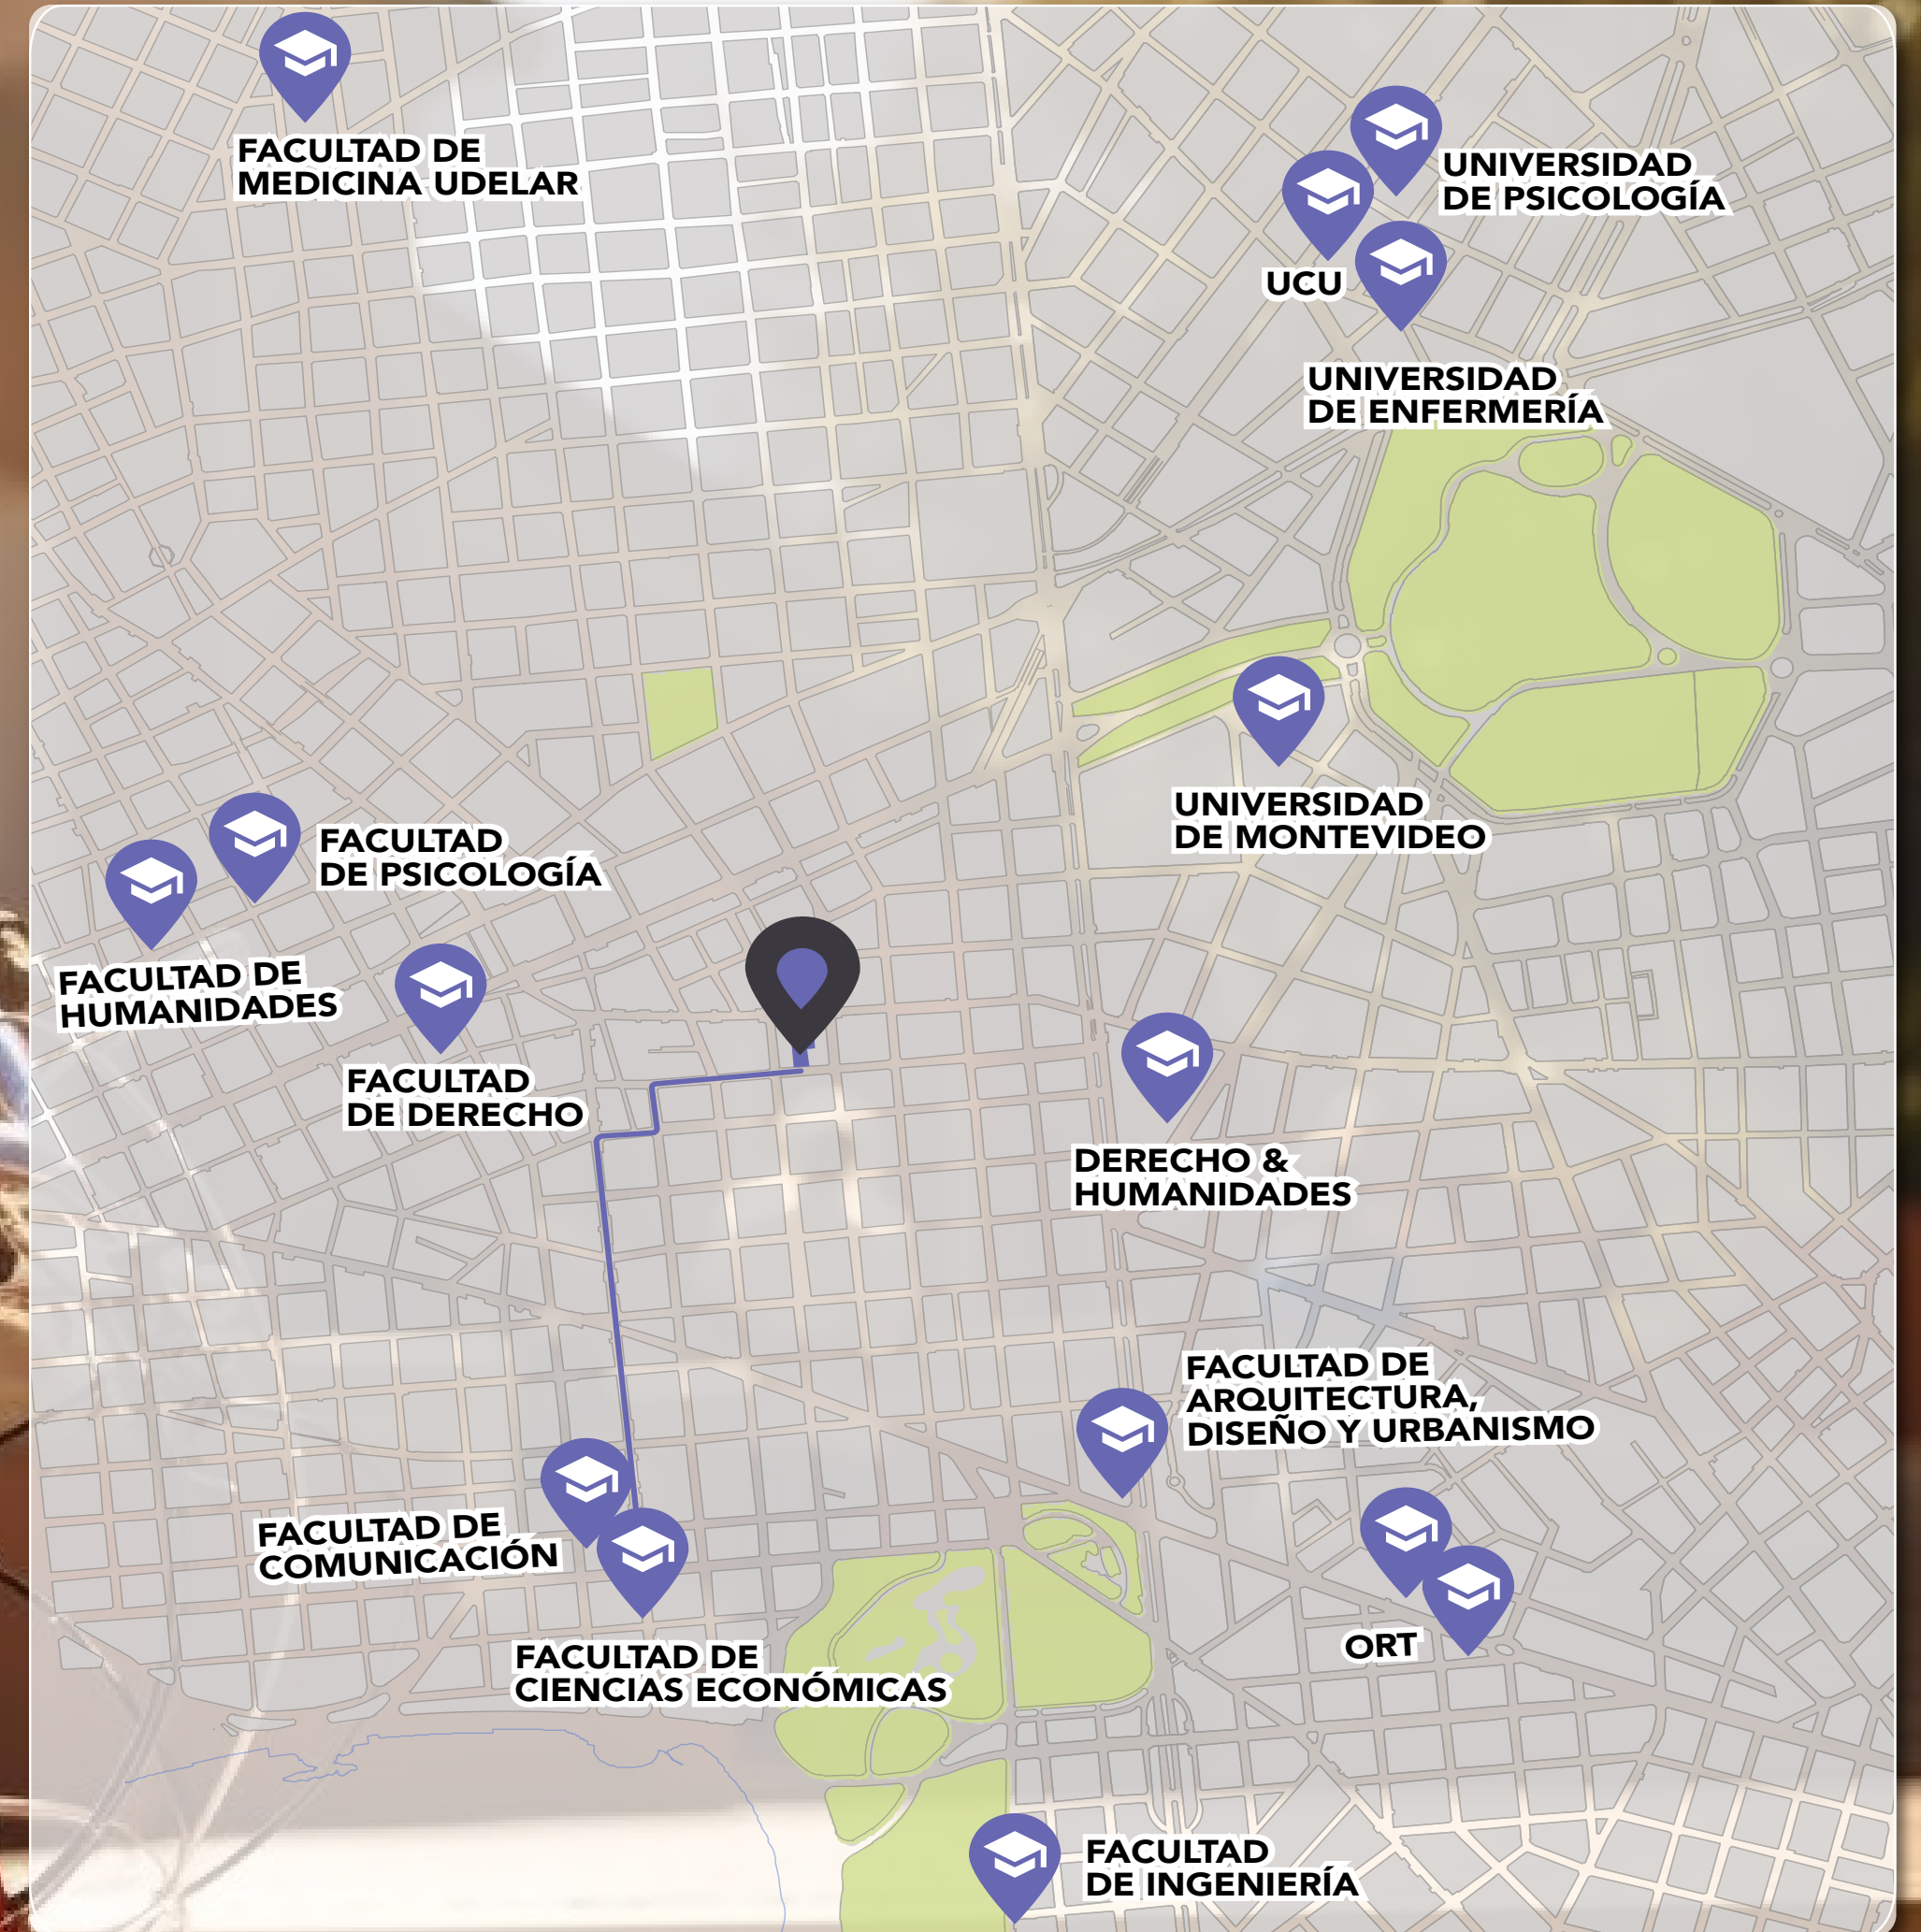 FACULTAD DE
MEDICINA UDELAR
UNIVERSIDAD
DE PSICOLOGÍA
UCU
UNIVERSIDAD
DE ENFERMERÍA
UNIVERSIDAD
DE MONTEVIDEO
FACULTAD
DE PSICOLOGÍA
FACULTAD DE
HUMANIDADES
FACULTAD
DE DERECHO
DERECHO &
HUMANIDADES
FACULTAD DE
ARQUITECTURA,
DISEÑO Y URBANISMO
FACULTAD DE
COMUNICACIÓN
ORT
FACULTAD DE
CIENCIAS ECONÓMICAS
FACULTAD
DE INGENIERÍA